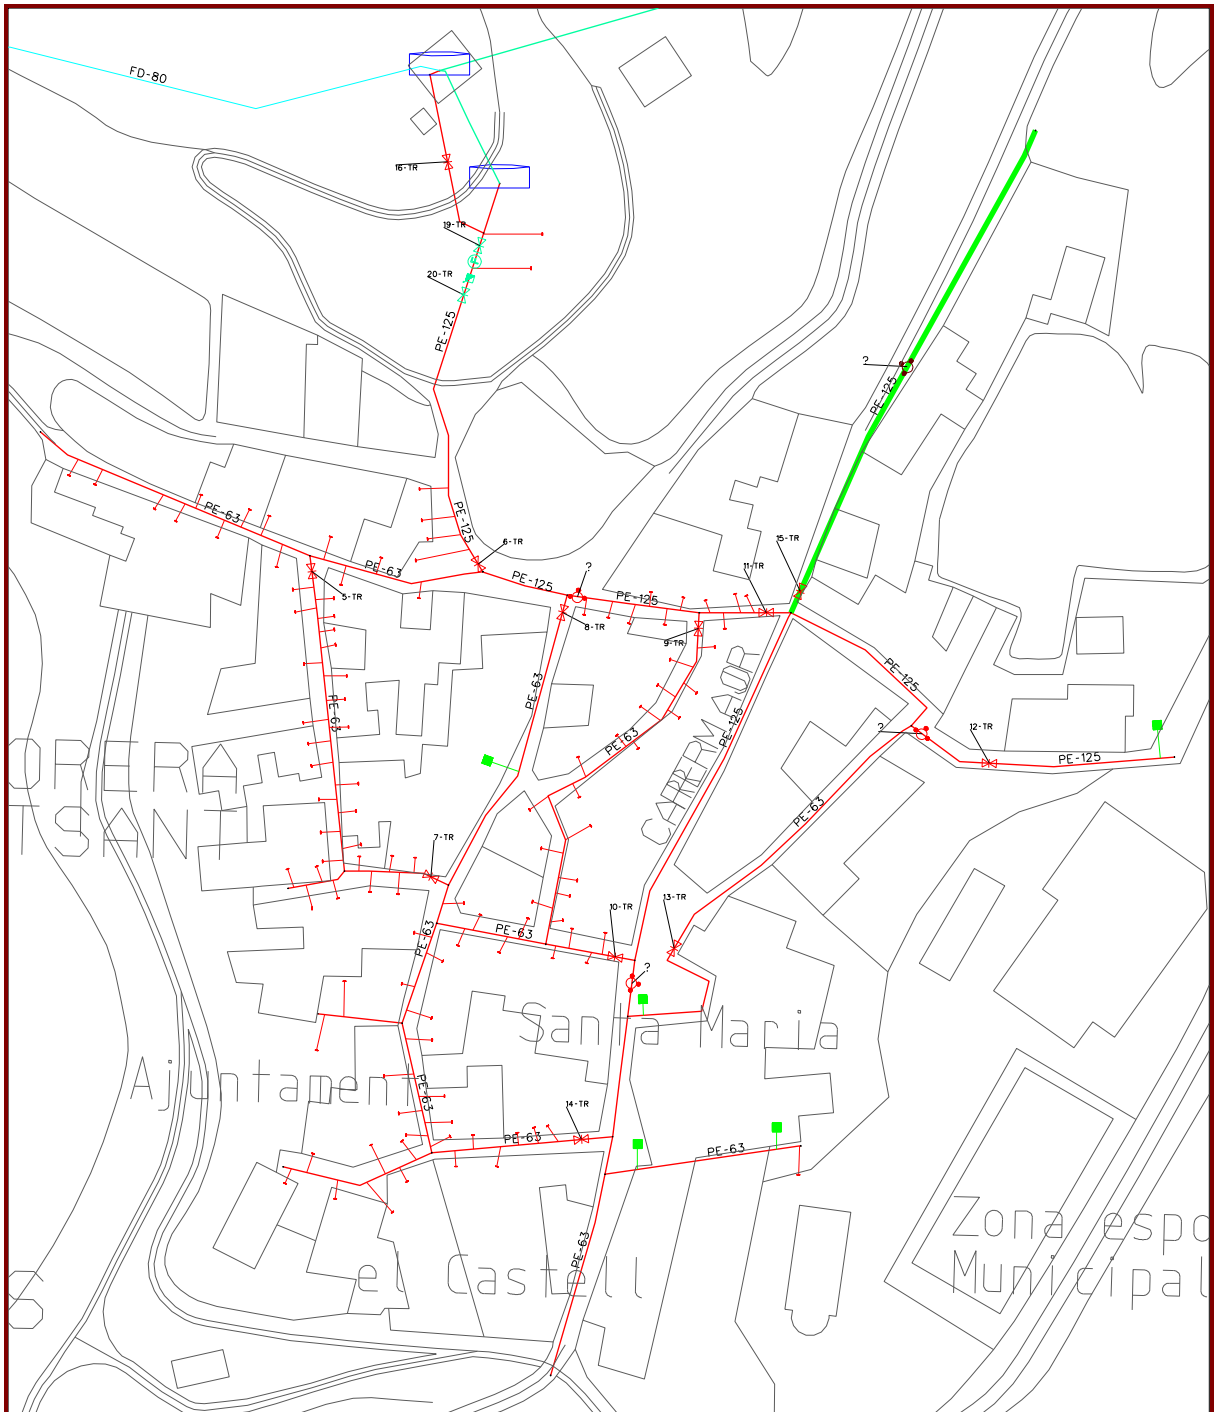 FD-80
16-TR
19-TR
20-TR
PE-125
?
PE-125
PE-63
PE-125
6-TR
PE-63
?
15-TR
11-TR
PE-125
PE-125
5-TR
8-TR
9-TR
PE-63
PE-63
PE-125
PE-125
PE-63
?
12-TR
PE-125
CARRER MAJOR
PE-63
7-TR
13-TR
10-TR
PE-63
PE-63
?
Santa Maria
Ajuntament
PE-63
14-TR
PE-63
PE-63
PE-63
Zona espo
Municipal
el Castell